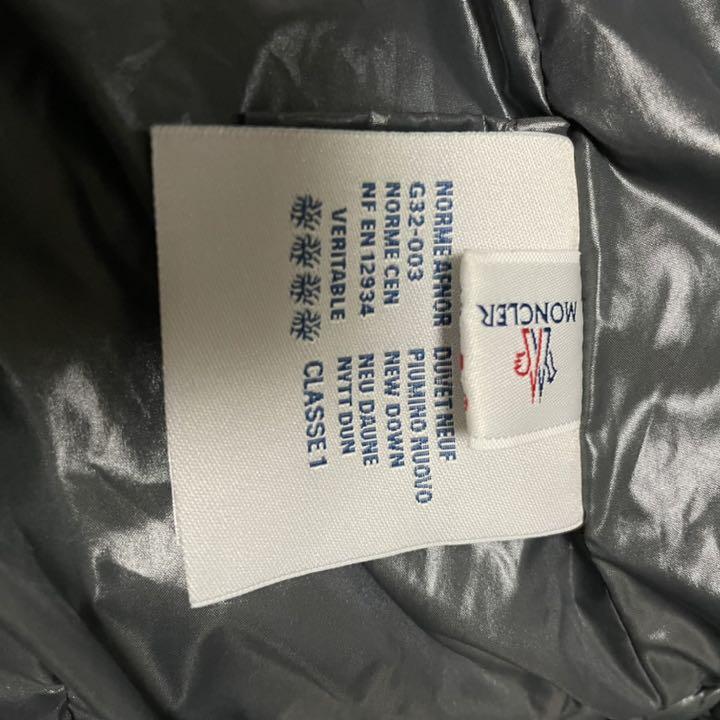 MONCLER
NORME AFNOR DUVET NEUF
G32-003 PIUMINO NUOVO
NORME CEN NEW DOWN
NF EN 12934 NEU DAUNE
VERITABLE NYTT DUN
CLASSE 1